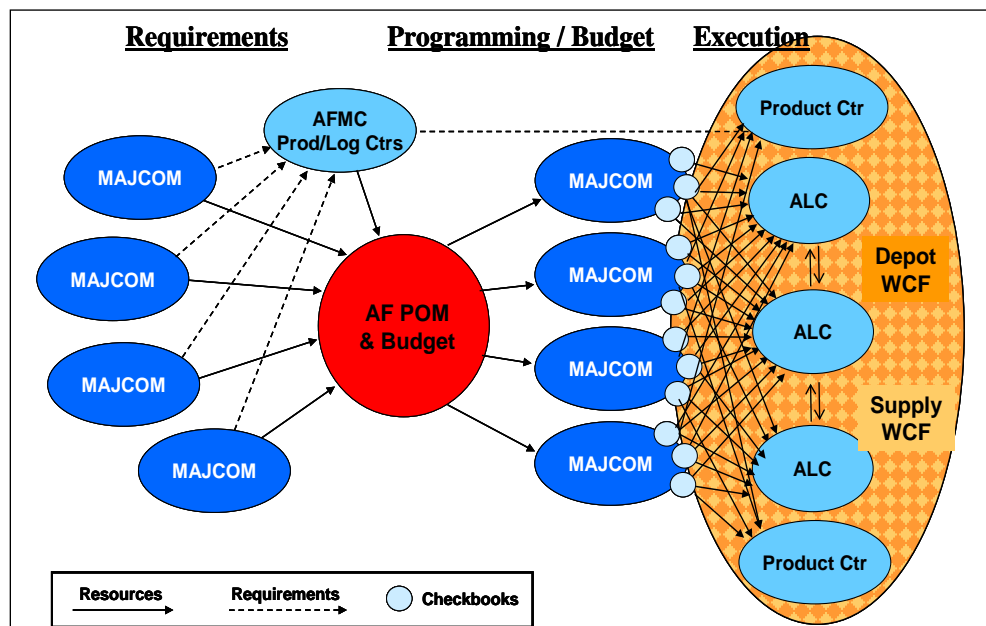 Requirements
Programming / Budget
Execution
AFMC
Prod/Log Ctrs
MAJCOM
MAJCOM
MAJCOM
MAJCOM
AF POM
& Budget
MAJCOM
MAJCOM
MAJCOM
MAJCOM
Product Ctr
ALC
Depot
WCF
ALC
Supply
WCF
ALC
Product Ctr
Resources
Requirements
Checkbooks